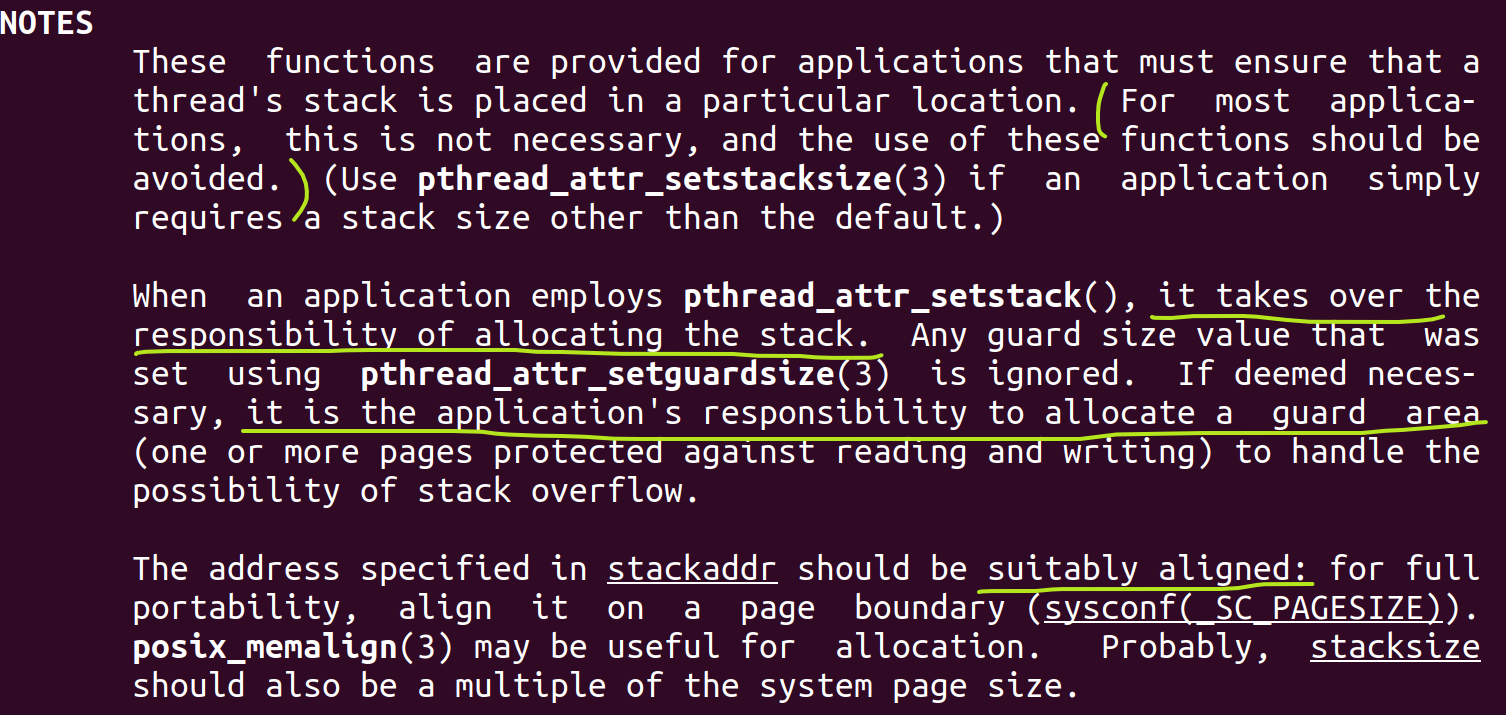 NOTES
These functions are provided for applications that must ensure that a
thread's stack is placed in a particular location. For most applica-
tions, this is not necessary, and the use of these functions should be
avoided. (Use pthread_attr_setstacksize(3) if an application simply
requires a stack size other than the default.)
When an application employs pthread_attr_setstack(), it takes over the
responsibility of allocating the stack. Any guard size value that was
set using pthread_attr_setguardsize(3) is ignored. If deemed neces-
sary, it is the application's responsibility to allocate a guard area
(one or more pages protected against reading and writing) to handle the
possibility of stack overflow.
The address specified in stackaddr should be suitably aligned: for full
portability, align it on a page boundary (sysconf(_SC_PAGESIZE)).
posix_memalign(3) may be useful for allocation. Probably, stacksize
should also be a multiple of the system page size.